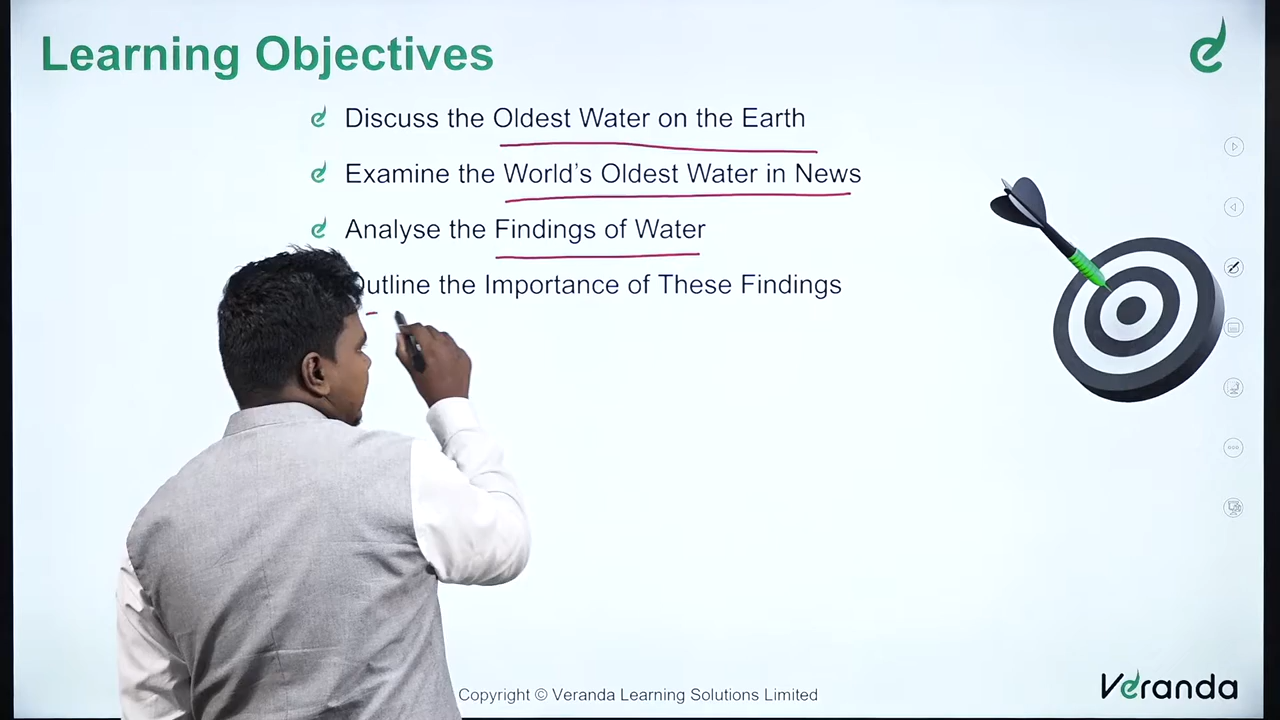 Learning Objectives
Discuss the Oldest Water on the Earth
Examine the World's Oldest Water in News
Analyse the Findings of Water
Outline the Importance of These Findings
Copyright © Veranda Learning Solutions Limited
Veranda